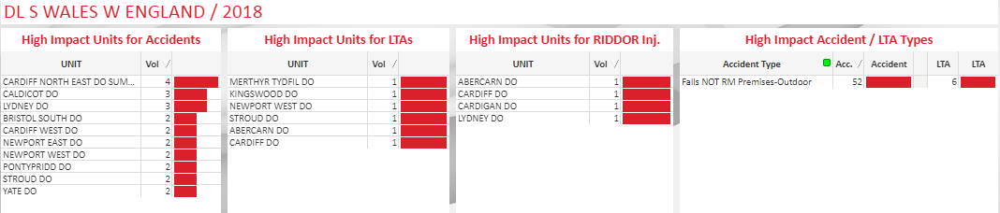 DL S WALES W ENGLAND / 2018
High Impact Units for Accidents
UNIT Vol
CARDIFF NORTH EAST DO SUM... 4
CALDICOT DO 3
LYDNEY DO 3
BRISTOL SOUTH DO 2
CARDIFF WEST DO 2
NEWPORT EAST DO 2
NEWPORT WEST DO 2
PONTYPRIDD DO 2
STROUD DO 2
YATE DO 2
High Impact Units for LTAs
UNIT Vol
MERTHYR TYDFIL DO 1
KINGSWOOD DO 1
NEWPORT WEST DO 1
STROUD DO 1
ABERCARN DO 1
CARDIFF DO 1
High Impact Units for RIDDOR Inj.
UNIT Vol
ABERCARN DO 1
CARDIFF DO 1
CARDIGAN DO 1
LYDNEY DO 1
High Impact Accident / LTA Types
Accident Type Acc. Accident LTA LTA
Falls NOT RM Premises-Outdoor 52 6